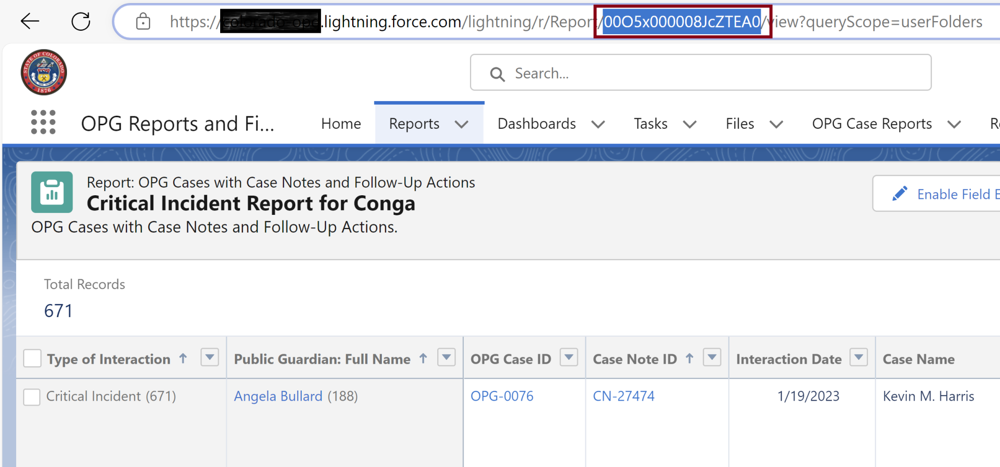 https://.lightning.force.com/lightning/r/Report/00O5x000008JcZTEA0/view?queryScope=userFolders
STATE OF COLORADO
1876
Search...
OPG Reports and Fi... Home Reports Dashboards Tasks Files OPG Case Reports R
Report: OPG Cases with Case Notes and Follow-Up Actions
Critical Incident Report for Conga
Enable Field E
OPG Cases with Case Notes and Follow-Up Actions.
Total Records
671
Type of Interaction ↑ Public Guardian: Full Name ↑ OPG Case ID Case Note ID ↑ Interaction Date Case Name
Critical Incident (671) Angela Bullard (188) OPG-0076 CN-27474 1/19/2023 Kevin M. Harris